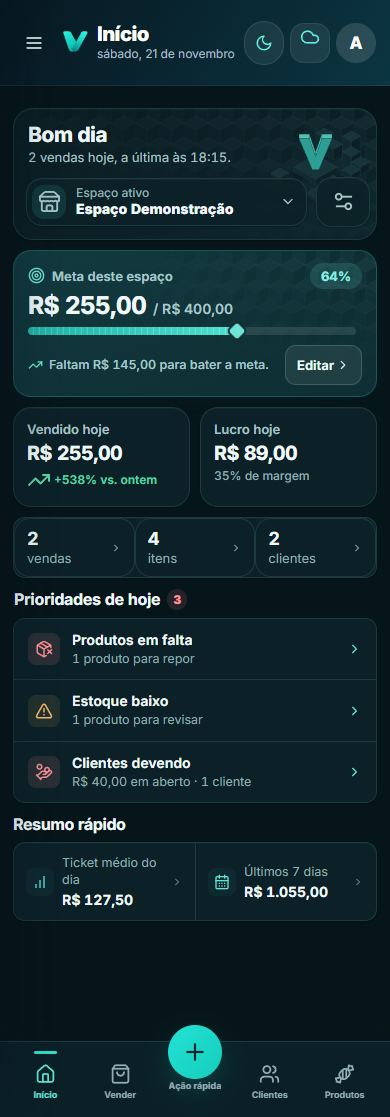 Início
sábado, 21 de novembro
A
Bom dia
2 vendas hoje, a última às 18:15.
Espaço ativo
Espaço Demonstração
Meta deste espaço
64%
R$ 255,00 / R$ 400,00
Faltam R$ 145,00 para bater a meta.
Editar
Vendido hoje
R$ 255,00
+538% vs. ontem
Lucro hoje
R$ 89,00
35% de margem
2
vendas
4
itens
2
clientes
Prioridades de hoje 3
Produtos em falta
1 produto para repor
Estoque baixo
1 produto para revisar
Clientes devendo
R$ 40,00 em aberto · 1 cliente
Resumo rápido
Ticket médio do
dia
R$ 127,50
Últimos 7 dias
R$ 1.055,00
Início
Vender
Ação rápida
Clientes
Produtos